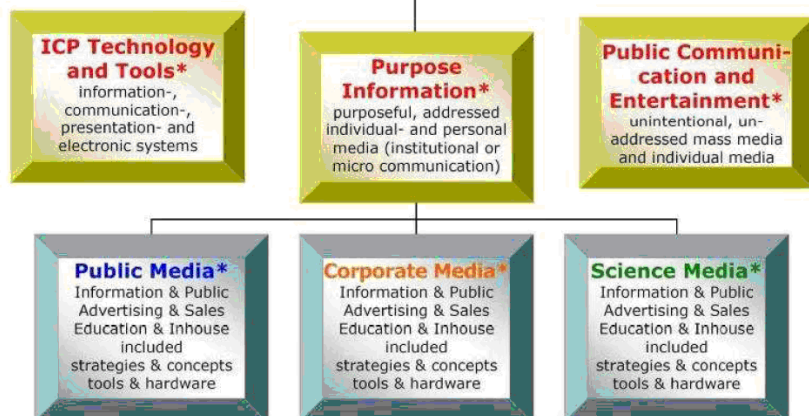 ICP Technology
and Tools*
information-,
communication-,
presentation- and
electronic systems
Purpose
Information*
purposeful, addressed
individual- and personal
media (institutional or
micro communication)
Public Communi-
cation and
Entertainment*
unintentional, un-
addressed mass media
and individual media
Public Media*
Information & Public
Advertising & Sales
Education & Inhouse
included
strategies & concepts
tools & hardware
Corporate Media*
Information & Public
Advertising & Sales
Education & Inhouse
included
strategies & concepts
tools & hardware
Science Media*
Information & Public
Advertising & Sales
Education & Inhouse
included
strategies & concepts
tools & hardware